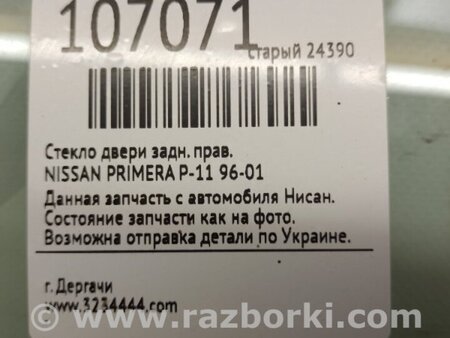 107071
старый 24390
Стекло двери задн. прав.
NISSAN PRIMERA P-11 96-01
Данная запчасть с автомобиля Нисан.
Состояние запчасти как на фото.
Возможна отправка детали по Украине.
г. Дергачи
www.3234444.com
www.razborki.com